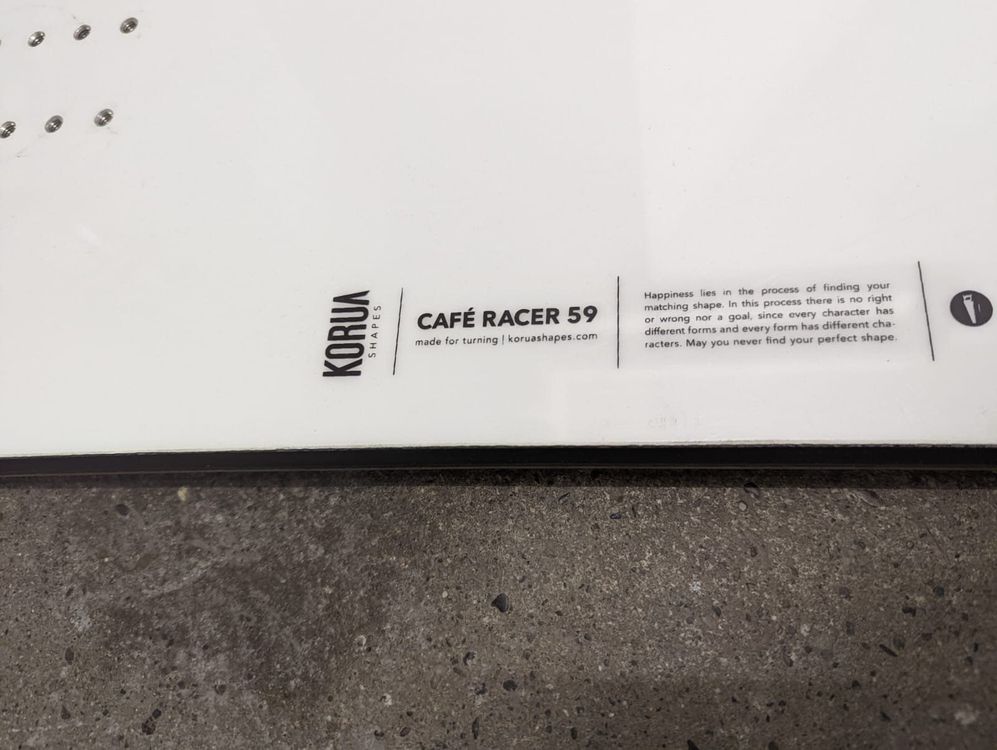 KORUA
SHAPES
CAFÉ RACER 59
made for turning | koruashapes.com
Happiness lies in the process of finding your
matching shape. In this process there is no right
or wrong nor a goal, since every character has
different forms and every form has different cha-
racters. May you never find your perfect shape.